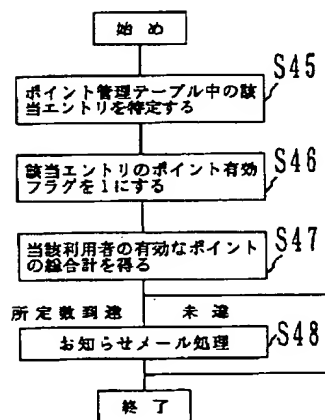 始め
ポイント管理テーブル中の該
当エントリを特定する
S45
該当エントリのポイント有効
フラグを1にする
S46
当該利用者の有効なポイント
の総合計を得る
S47
所定数到達
未達
お知らせメール処理
S48
終了